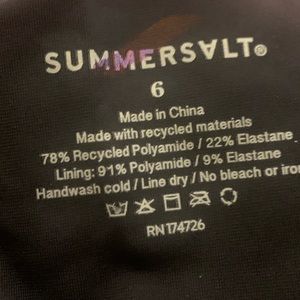 SUMMERSɅLT®
6
Made in China
Made with recycled materials
78% Recycled Polyamide / 22% Elastane
Lining: 91% Polyamide / 9% Elastane
Handwash cold / Line dry / No bleach or iron
RN 174726